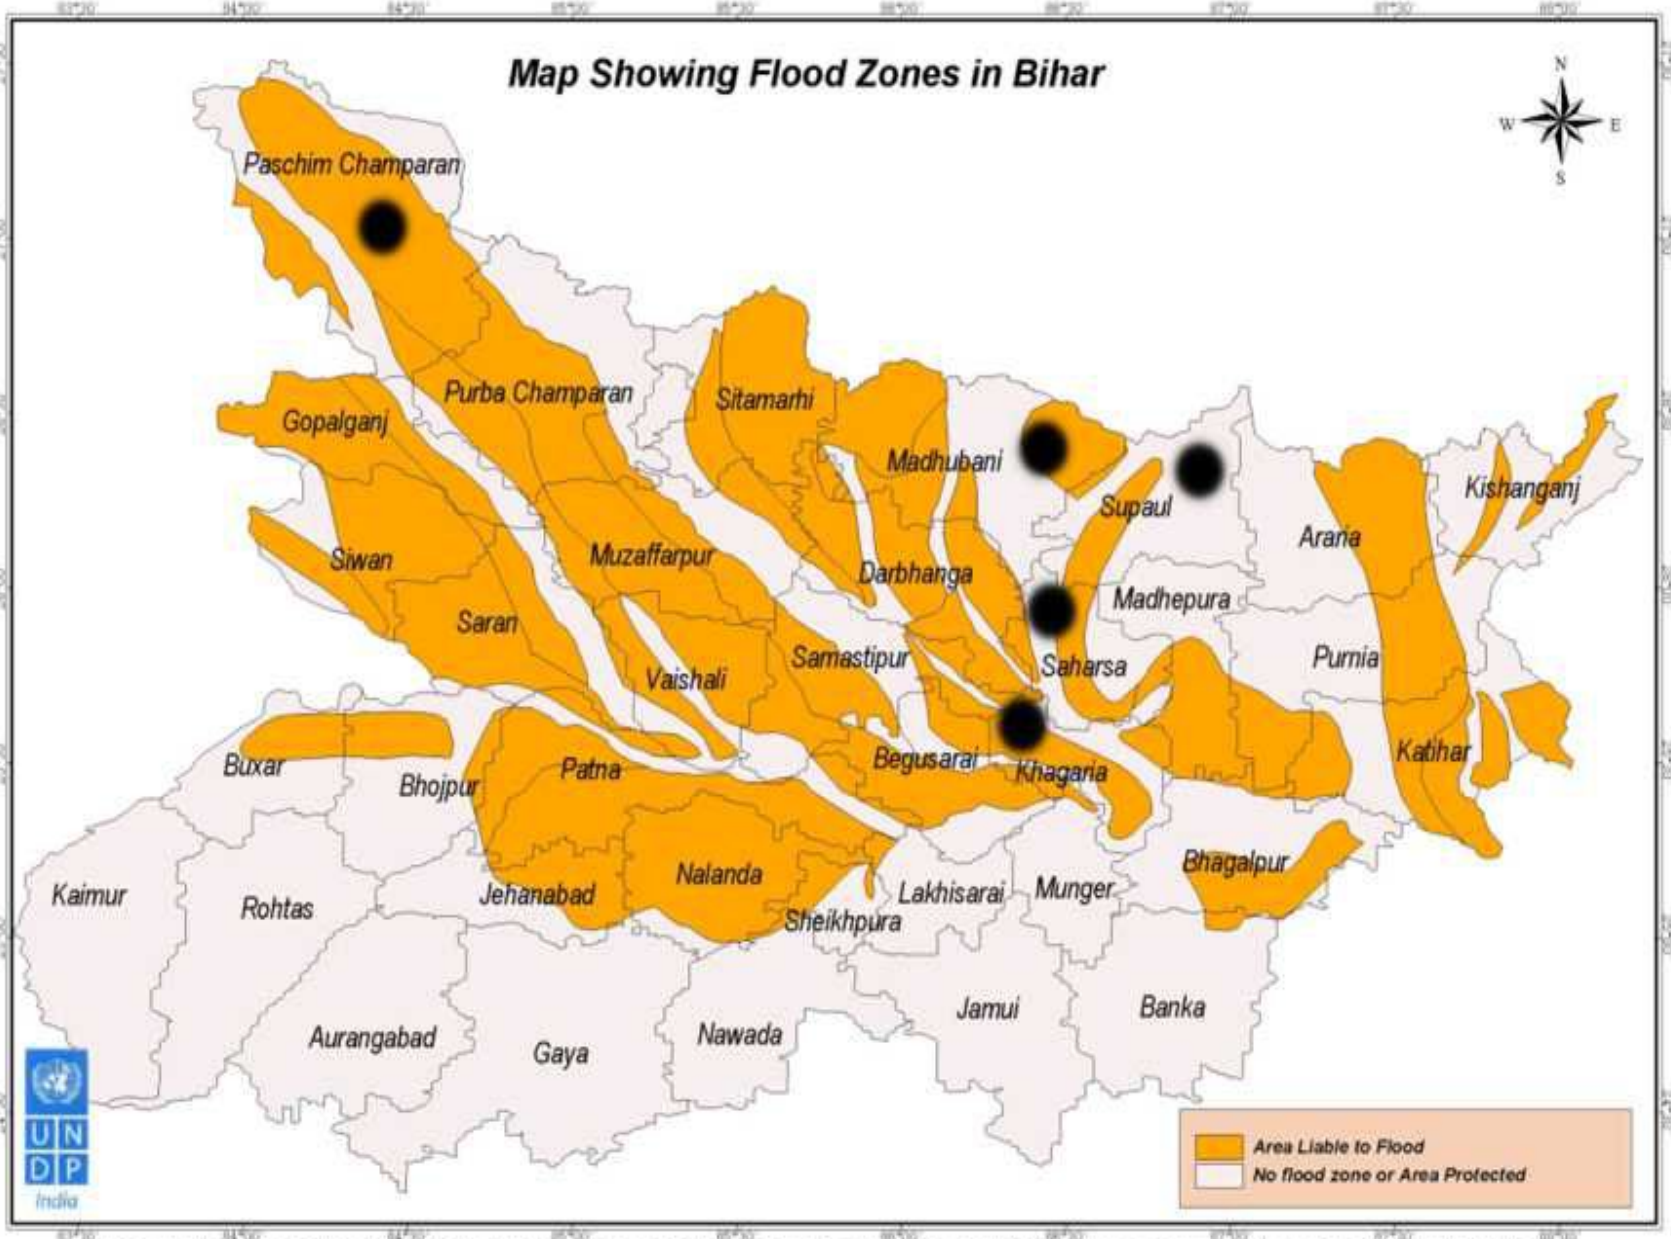 Map Showing Flood Zones in Bihar
N
W E
S
Paschim Champaran
Purba Champaran
Sitamarhi
Gopalganj
Madhubani
Supaul
Kishanganj
Araria
Siwan
Muzaffarpur
Darbhanga
Madhepura
Saran
Samastipur
Saharsa
Purnia
Vaishali
Buxar
Bhojpur
Patna
Begusarai
Khagaria
Katihar
Kaimur
Rohtas
Jehanabad
Nalanda
Sheikhpura
Lakhisarai
Munger
Bhagalpur
Aurangabad
Gaya
Nawada
Jamui
Banka
UN
DP
India
Area Liable to Flood
No flood zone or Area Protected